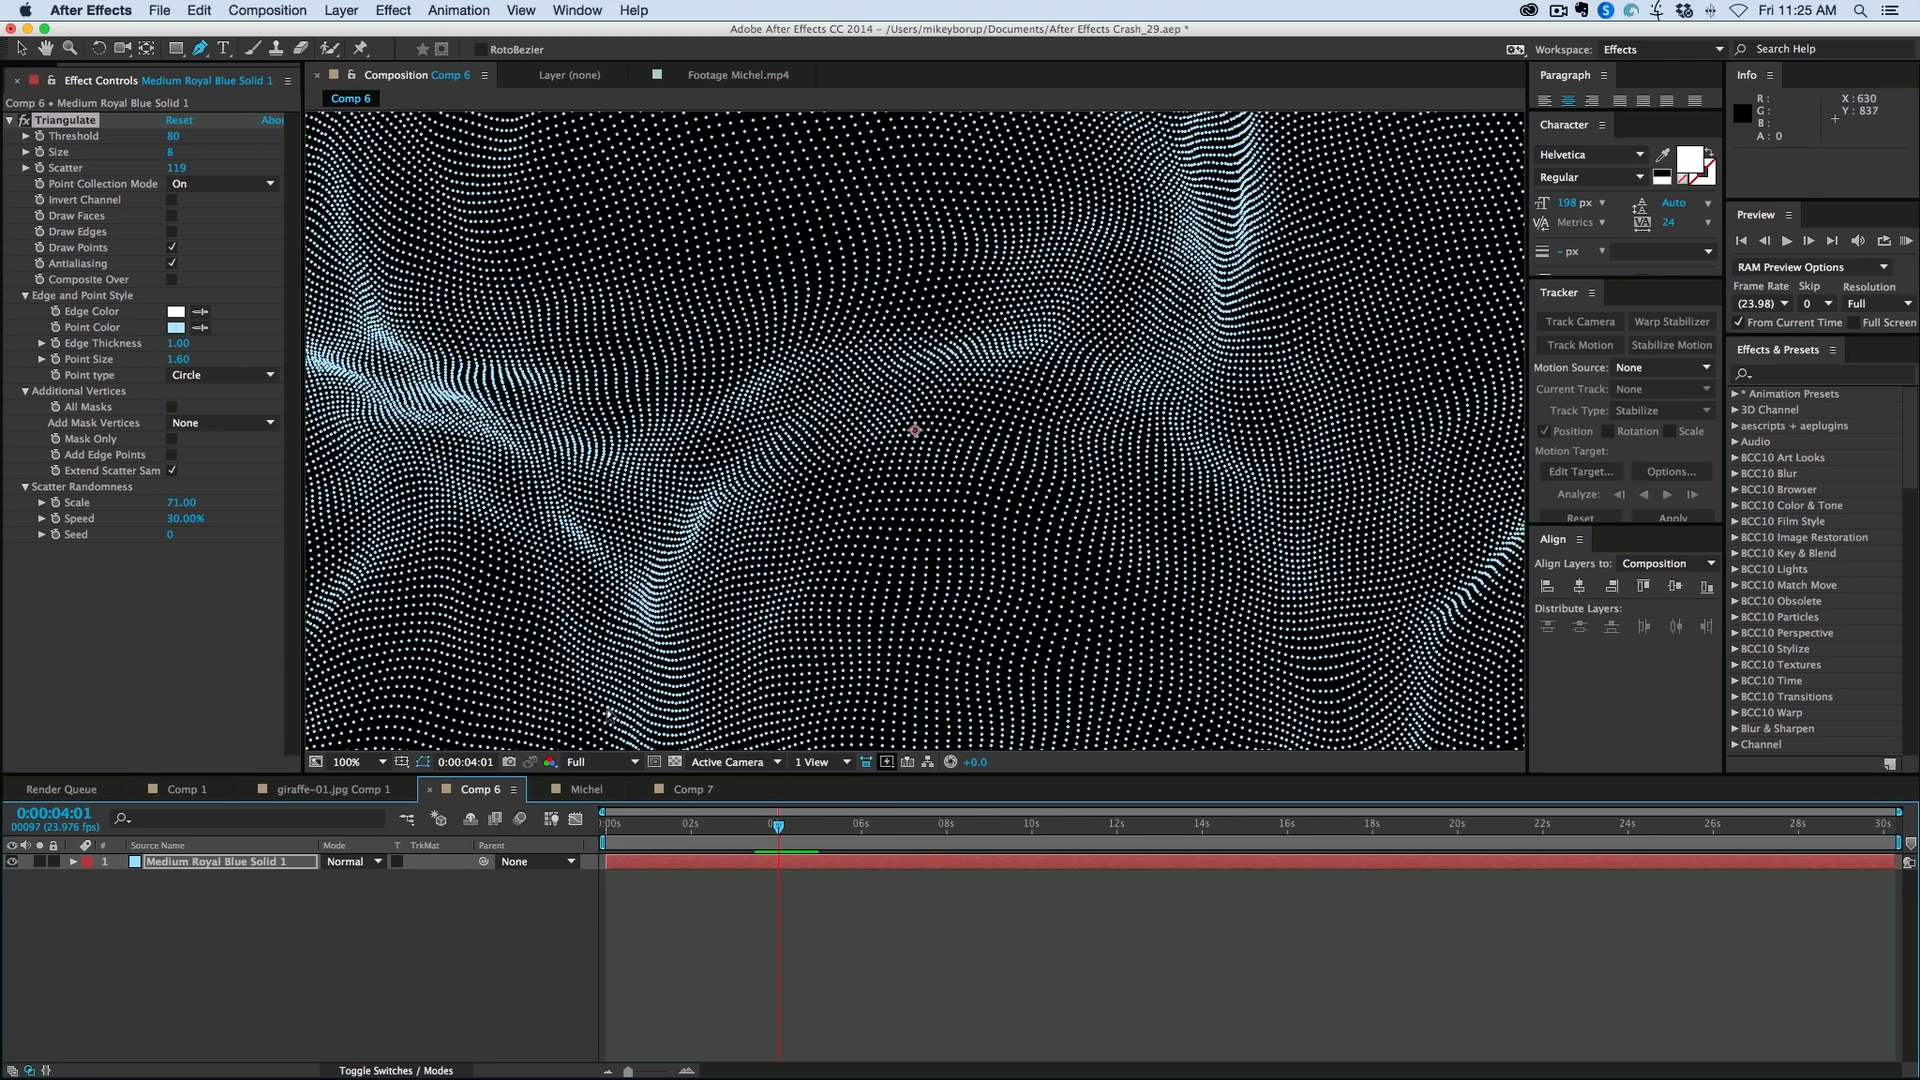 After Effects File Edit Composition Layer Effect Animation View Window Help Fri 11:25 AM
Adobe After Effects CC 2014 – /Users/mikeyborup/Documents/After Effects Crash_29.aep *
RotoBezier Workspace: Effects Search Help
Effect Controls Medium Royal Blue Solid 1
Comp 6 • Medium Royal Blue Solid 1
fx Triangulate Reset Abou
Threshold 80
Size 8
Scatter 119
Point Collection Mode On
Invert Channel
Draw Faces
Draw Edges
Draw Points
Antialiasing
Composite Over
Edge and Point Style
Edge Color
Point Color
Edge Thickness 1.00
Point Size 1.60
Point type Circle
Additional Vertices
All Masks
Add Mask Vertices None
Mask Only
Add Edge Points
Extend Scatter Sam
Scatter Randomness
Scale 71.00
Speed 30.00%
Seed 0
Composition Comp 6 Layer (none) Footage Michel.mp4
Comp 6
100% 0:00:04:01 Full Active Camera 1 View +0.0
Paragraph
Character
Helvetica
Regular
198 px Auto
Metrics 24
– px
Tracker
Track Camera Warp Stabilizer
Track Motion Stabilize Motion
Motion Source: None
Current Track: None
Track Type: Stabilize
Position Rotation Scale
Motion Target:
Edit Target... Options...
Analyze:
Reset Apply
Align
Align Layers to: Composition
Distribute Layers:
Info
R: X: 630
G: Y: 837
B:
A: 0
Preview
RAM Preview Options
Frame Rate Skip Resolution
(23.98) 0 Full
From Current Time Full Screen
Effects & Presets
* Animation Presets
3D Channel
aescripts + aeplugins
Audio
BCC10 Art Looks
BCC10 Blur
BCC10 Browser
BCC10 Color & Tone
BCC10 Film Style
BCC10 Image Restoration
BCC10 Key & Blend
BCC10 Lights
BCC10 Match Move
BCC10 Obsolete
BCC10 Particles
BCC10 Perspective
BCC10 Stylize
BCC10 Textures
BCC10 Time
BCC10 Transitions
BCC10 Warp
Blur & Sharpen
Channel
Render Queue Comp 1 giraffe-01.jpg Comp 1 Comp 6 Michel Comp 7
0:00:04:01
00097 (23.976 fps)
:00s 02s 06s 08s 10s 12s 14s 16s 18s 20s 22s 24s 26s 28s 30s
# Source Name Mode T TrkMat Parent
1 Medium Royal Blue Solid 1 Normal None
Toggle Switches / Modes